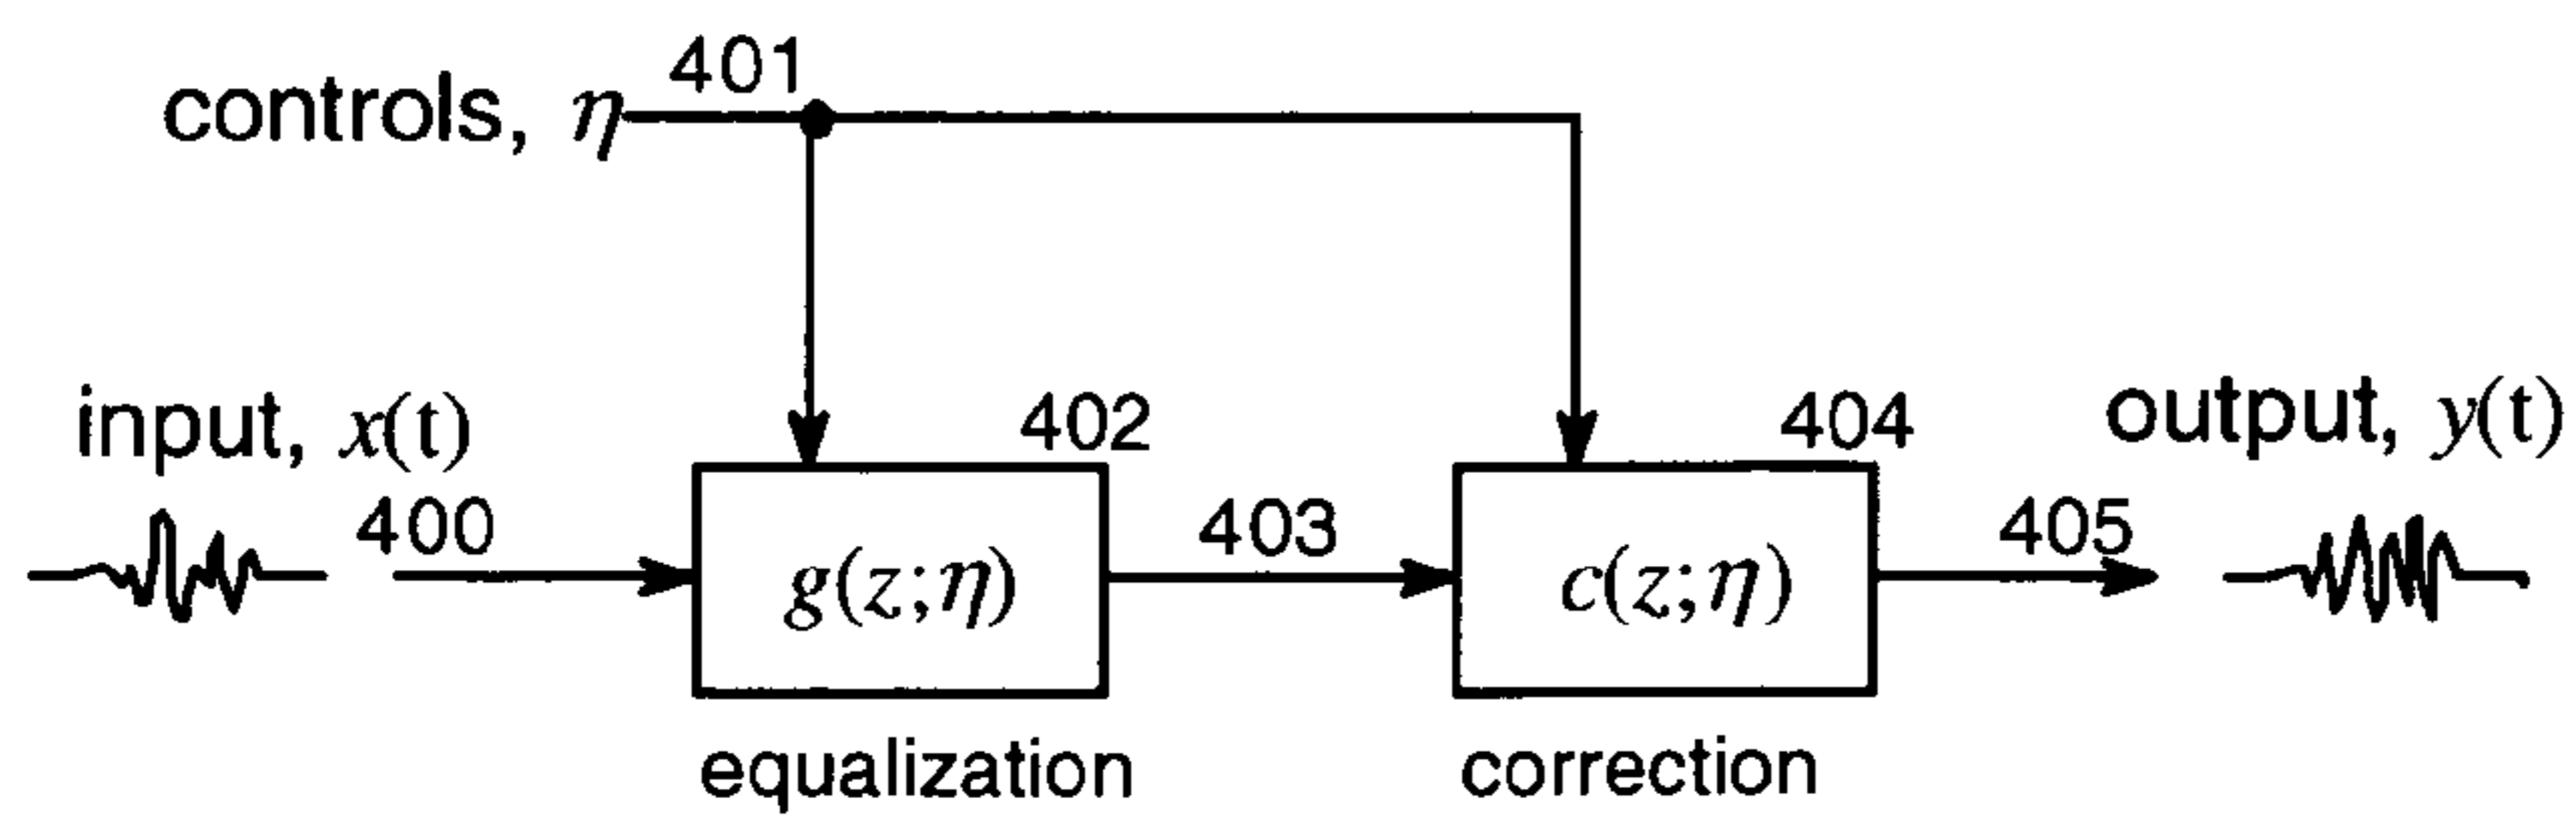 401
controls, η
input, x(t)
402
404
output, y(t)
400
403
405
g(z;η)
c(z;η)
equalization
correction